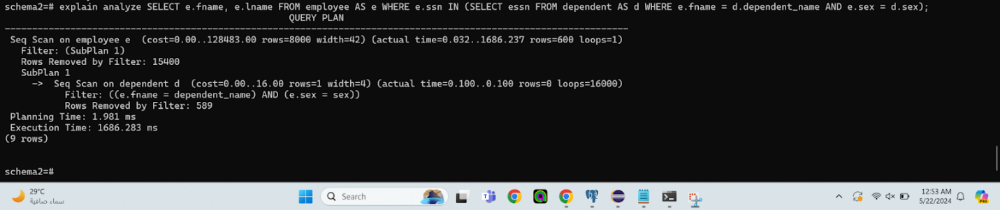 schema2=# explain analyze SELECT e.fname, e.lname FROM employee AS e WHERE e.ssn IN (SELECT essn FROM dependent AS d WHERE e.fname = d.dependent_name AND e.sex = d.sex);
QUERY PLAN
---------------------------------------------------------------------------------------------------------------
Seq Scan on employee e  (cost=0.00..128483.00 rows=8000 width=42) (actual time=0.032..1686.237 rows=600 loops=1)
Filter: (SubPlan 1)
Rows Removed by Filter: 15400
SubPlan 1
->  Seq Scan on dependent d  (cost=0.00..16.00 rows=1 width=4) (actual time=0.100..0.100 rows=0 loops=16000)
Filter: ((e.fname = dependent_name) AND (e.sex = sex))
Rows Removed by Filter: 589
Planning Time: 1.981 ms
Execution Time: 1686.283 ms
(9 rows)
schema2=#
29°C
سماء صافية
Search
12:53 AM
5/22/2024
PRE